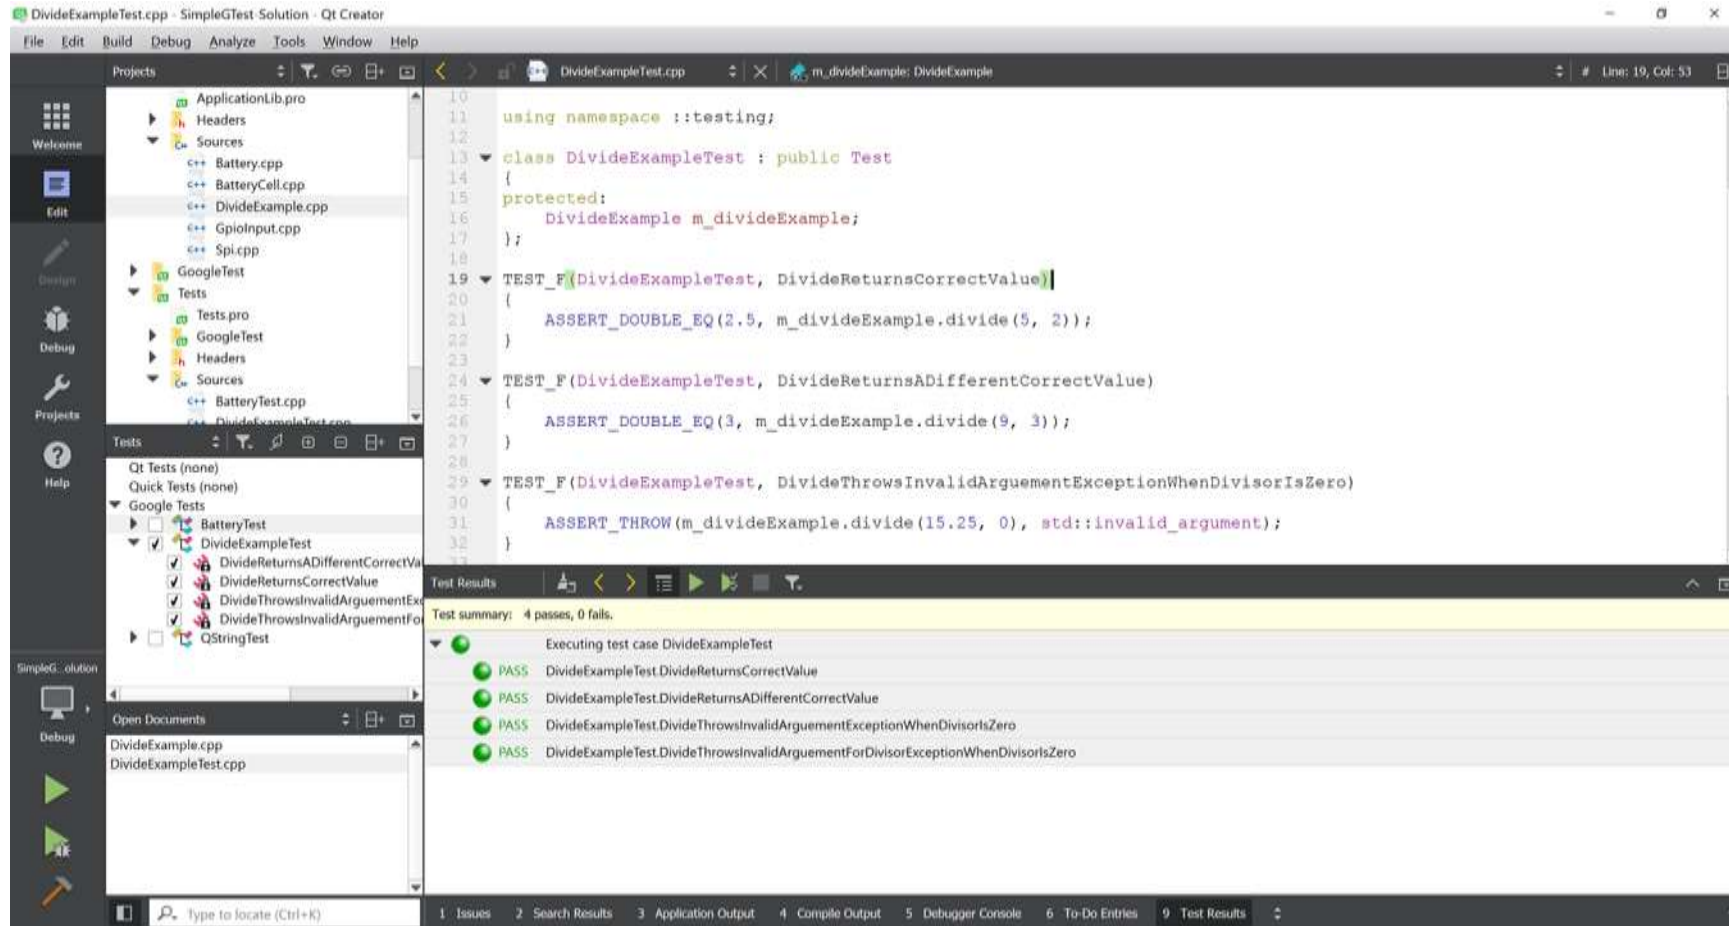 DivideExampleTest.cpp - SimpleGTest-Solution - Qt Creator
File Edit Build Debug Analyze Tools Window Help
Projects
DivideExampleTest.cpp
m_divideExample: DivideExample
# Line: 19, Col: 53
Welcome
Edit
Design
Debug
Projects
Help
SimpleG...olution
Debug
ApplicationLib.pro
Headers
Sources
Battery.cpp
BatteryCell.cpp
DivideExample.cpp
GpioInput.cpp
Spi.cpp
GoogleTest
Tests
Tests.pro
GoogleTest
Headers
Sources
BatteryTest.cpp
DivideExampleTest.cpp
Tests
Qt Tests (none)
Quick Tests (none)
Google Tests
BatteryTest
DivideExampleTest
DivideReturnsADifferentCorrectVal
DivideReturnsCorrectValue
DivideThrowsInvalidArguementExc
DivideThrowsInvalidArguementFo
QStringTest
Open Documents
DivideExample.cpp
DivideExampleTest.cpp
Type to locate (Ctrl+K)
10
11 using namespace ::testing;
12
13 class DivideExampleTest : public Test
14 {
15 protected:
16 DivideExample m_divideExample;
17 };
18
19 TEST_F(DivideExampleTest, DivideReturnsCorrectValue)
20 {
21 ASSERT_DOUBLE_EQ(2.5, m_divideExample.divide(5, 2));
22 }
23
24 TEST_F(DivideExampleTest, DivideReturnsADifferentCorrectValue)
25 {
26 ASSERT_DOUBLE_EQ(3, m_divideExample.divide(9, 3));
27 }
28
29 TEST_F(DivideExampleTest, DivideThrowsInvalidArguementExceptionWhenDivisorIsZero)
30 {
31 ASSERT_THROW(m_divideExample.divide(15.25, 0), std::invalid_argument);
32 }
33
Test Results
Test summary: 4 passes, 0 fails.
Executing test case DivideExampleTest
PASS DivideExampleTest.DivideReturnsCorrectValue
PASS DivideExampleTest.DivideReturnsADifferentCorrectValue
PASS DivideExampleTest.DivideThrowsInvalidArguementExceptionWhenDivisorIsZero
PASS DivideExampleTest.DivideThrowsInvalidArguementForDivisorExceptionWhenDivisorIsZero
1 Issues 2 Search Results 3 Application Output 4 Compile Output 5 Debugger Console 6 To-Do Entries 9 Test Results